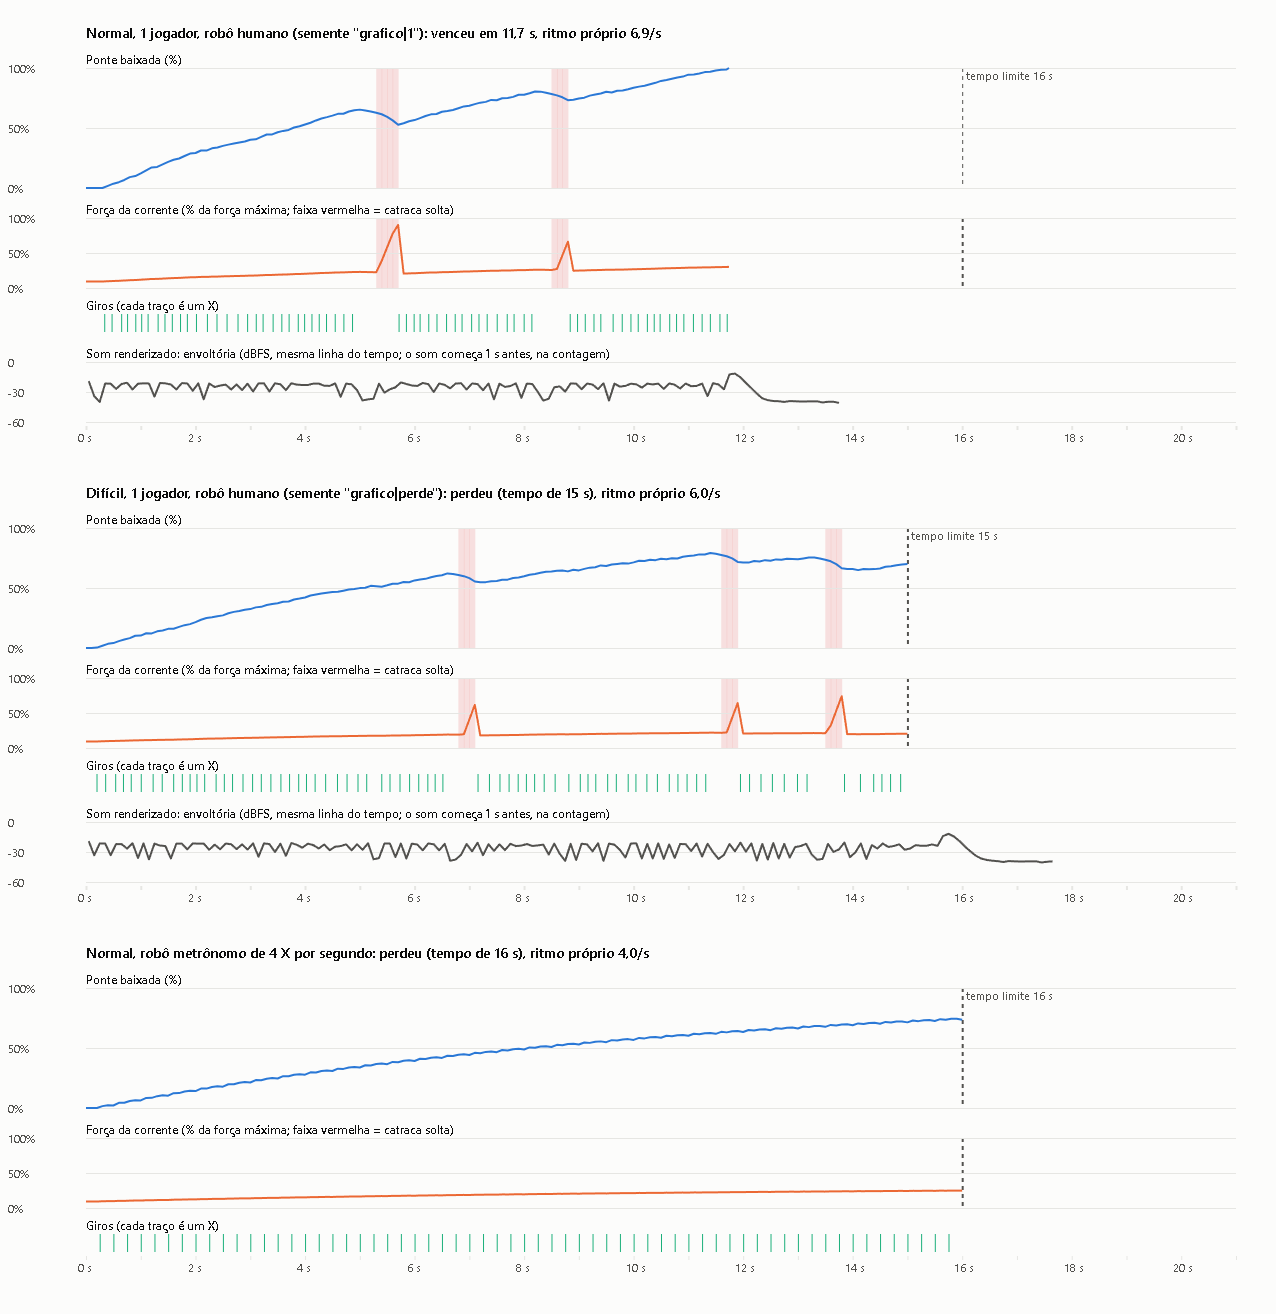 Normal, 1 jogador, robô humano (semente "grafico|1"): venceu em 11,7 s, ritmo próprio 6,9/s
Ponte baixada (%)
100%
tempo limite 16 s
50%
0%
Força da corrente (% da força máxima; faixa vermelha = catraca solta)
100%
50%
0%
Giros (cada traço é um X)
Som renderizado: envoltória (dBFS, mesma linha do tempo; o som começa 1 s antes, na contagem)
0
-30
-60
0 s 2 s 4 s 6 s 8 s 10 s 12 s 14 s 16 s 18 s 20 s
Difícil, 1 jogador, robô humano (semente "grafico|perde"): perdeu (tempo de 15 s), ritmo próprio 6,0/s
Ponte baixada (%)
100%
tempo limite 15 s
50%
0%
Força da corrente (% da força máxima; faixa vermelha = catraca solta)
100%
50%
0%
Giros (cada traço é um X)
Som renderizado: envoltória (dBFS, mesma linha do tempo; o som começa 1 s antes, na contagem)
0
-30
-60
0 s 2 s 4 s 6 s 8 s 10 s 12 s 14 s 16 s 18 s 20 s
Normal, robô metrônomo de 4 X por segundo: perdeu (tempo de 16 s), ritmo próprio 4,0/s
Ponte baixada (%)
100%
tempo limite 16 s
50%
0%
Força da corrente (% da força máxima; faixa vermelha = catraca solta)
100%
50%
0%
Giros (cada traço é um X)
0 s 2 s 4 s 6 s 8 s 10 s 12 s 14 s 16 s 18 s 20 s